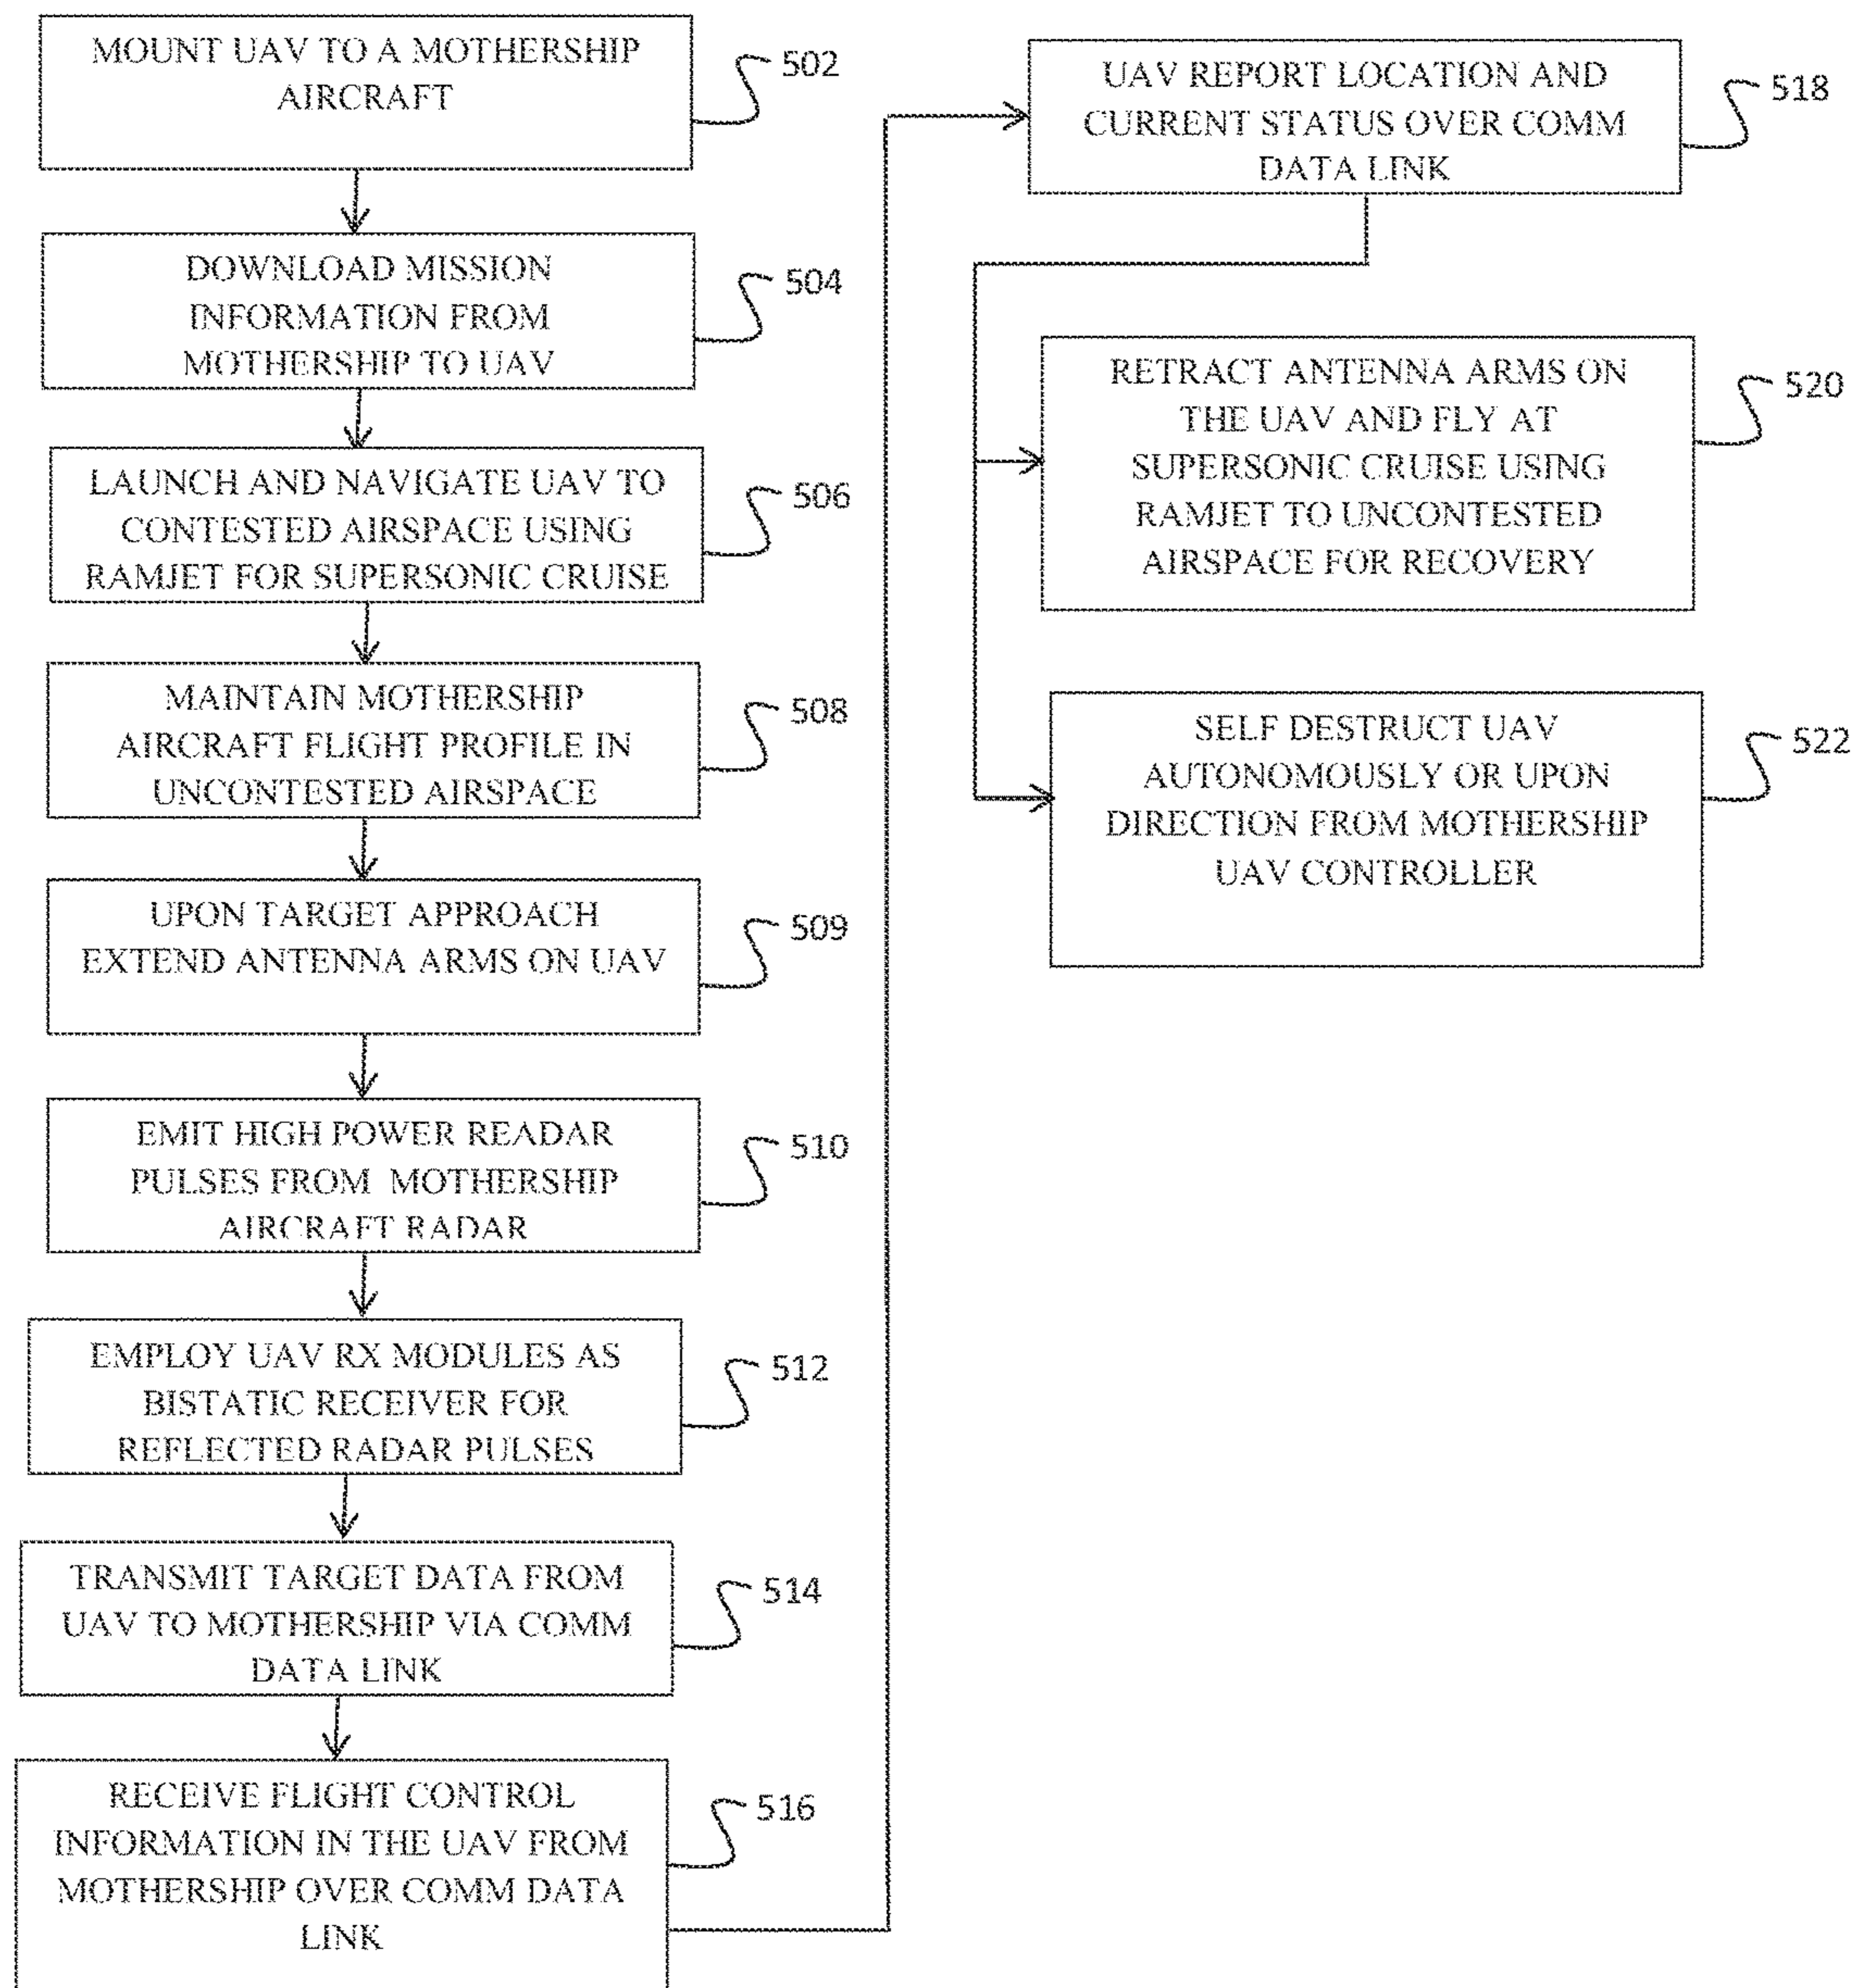 MOUNT UAV TO A MOTHERSHIP
AIRCRAFT
502
DOWNLOAD MISSION
INFORMATION FROM
MOTHERSHIP TO UAV
504
LAUNCH AND NAVIGATE UAV TO
CONTESTED AIRSPACE USING
RAMJET FOR SUPERSONIC CRUISE
506
MAINTAIN MOTHERSHIP
AIRCRAFT FLIGHT PROFILE IN
UNCONTESTED AIRSPACE
508
UPON TARGET APPROACH
EXTEND ANTENNA ARMS ON UAV
509
EMIT HIGH POWER READAR
PULSES FROM MOTHERSHIP
AIRCRAFT RADAR
510
EMPLOY UAV RX MODULES AS
BISTATIC RECEIVER FOR
REFLECTED RADAR PULSES
512
TRANSMIT TARGET DATA FROM
UAV TO MOTHERSHIP VIA COMM
DATA LINK
514
RECEIVE FLIGHT CONTROL
INFORMATION IN THE UAV FROM
MOTHERSHIP OVER COMM DATA
LINK
516
UAV REPORT LOCATION AND
CURRENT STATUS OVER COMM
DATA LINK
518
RETRACT ANTENNA ARMS ON
THE UAV AND FLY AT
SUPERSONIC CRUISE USING
RAMJET TO UNCONTESTED
AIRSPACE FOR RECOVERY
520
SELF DESTRUCT UAV
AUTONOMOUSLY OR UPON
DIRECTION FROM MOTHERSHIP
UAV CONTROLLER
522